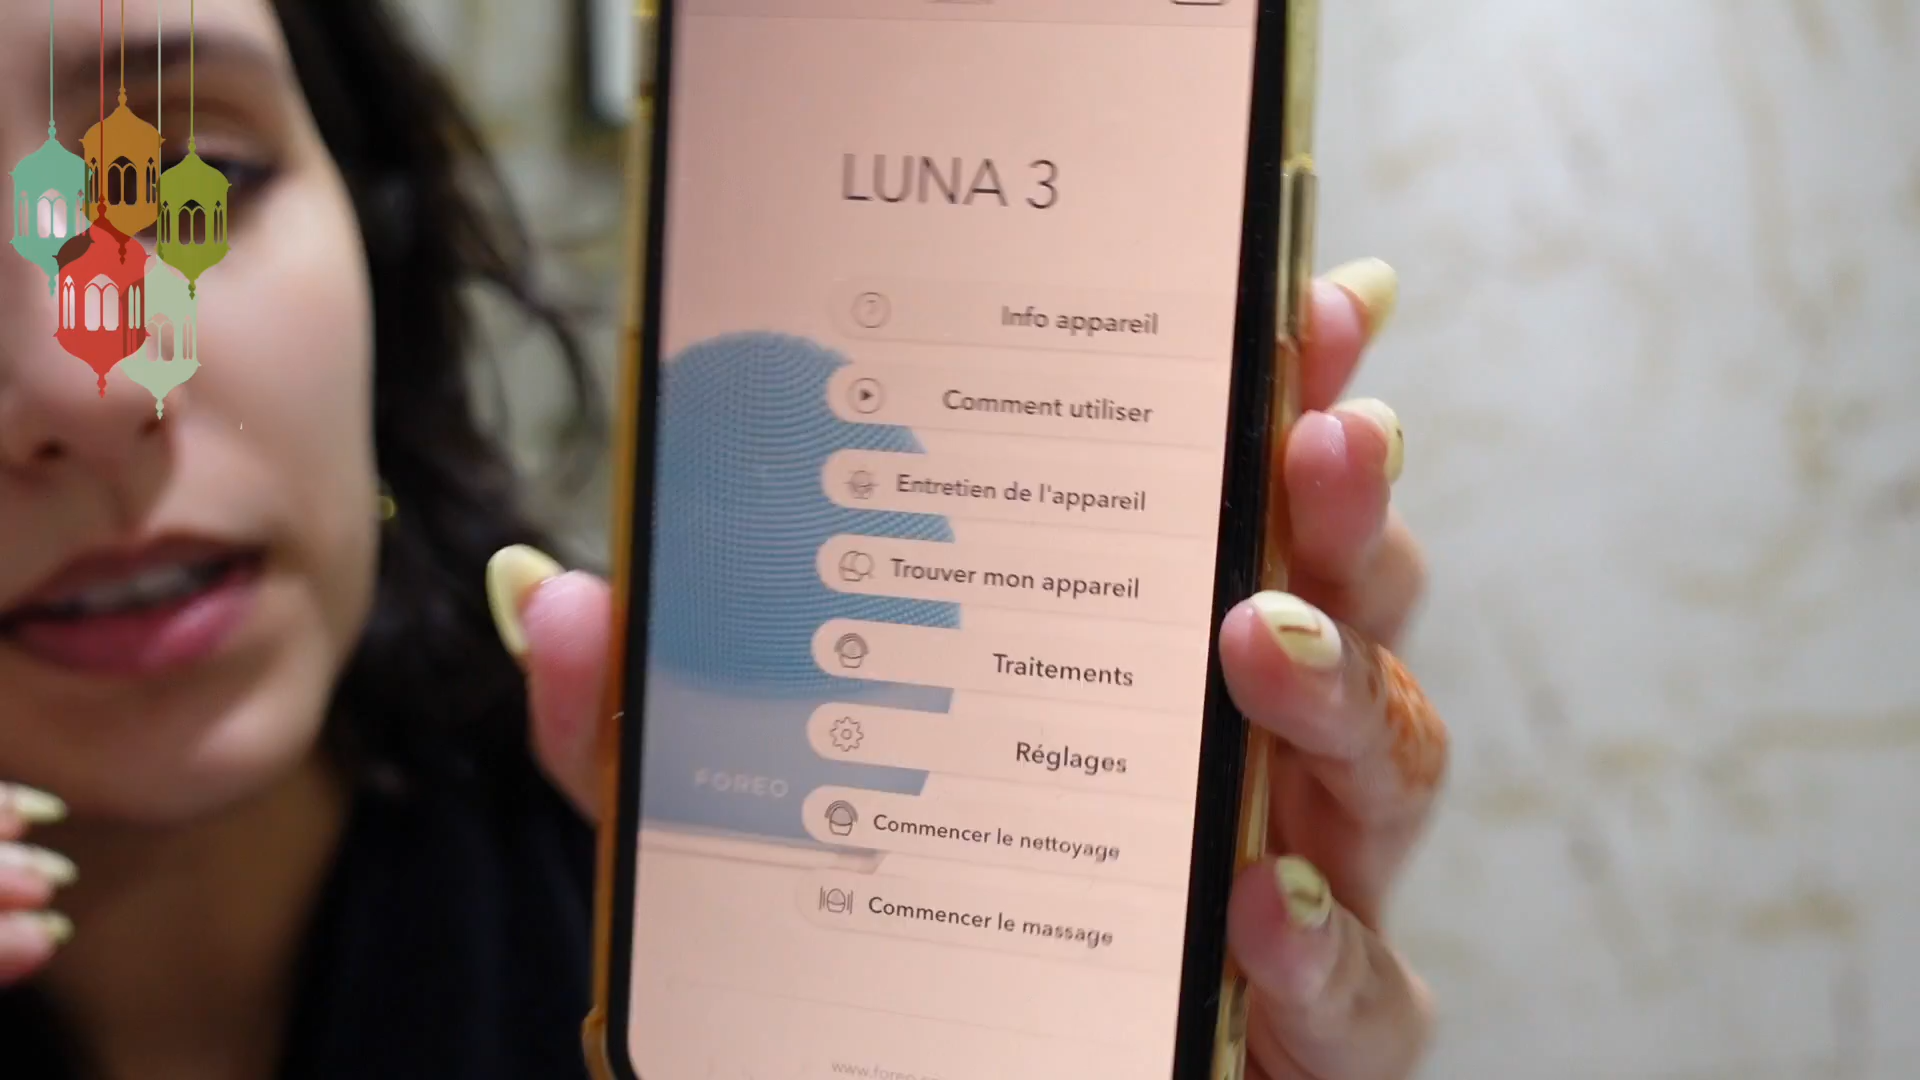 LUNA 3
Info appareil
Comment utiliser
Entretien de l'appareil
Trouver mon appareil
Traitements
Réglages
FOREO
Commencer le nettoyage
Commencer le massage